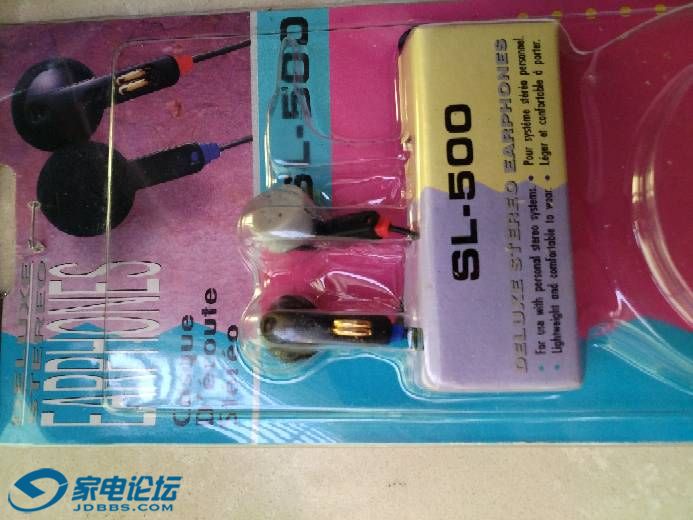 DELUXE
STEREO
EARPHONES
Casque
D'écoute
Stéréo
SL-500
SL-500
DELUXE STEREO EARPHONES
• For use with personal stereo systems.
• Lightweight and comfortable to wear.
• Pour système stéréo personnel.
• Léger et confortable à porter.
家电论坛
JDBBS.COM